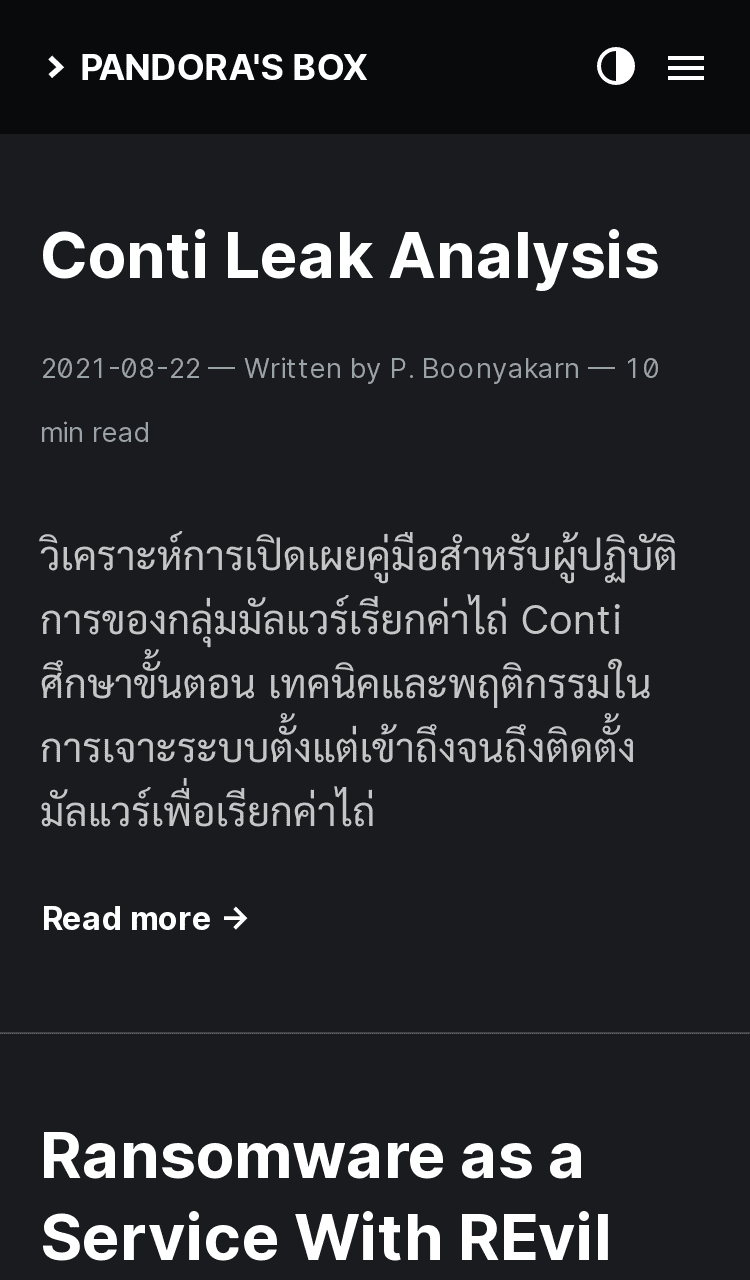 PANDORA'S BOX
Conti Leak Analysis
2021-08-22 — Written by P. Boonyakarn — 10
min read
วิเคราะห์การเปิดเผยคู่มือสำหรับผู้ปฏิบัติ
การของกลุ่มมัลแวร์เรียกค่าไถ่ Conti
ศึกษาขั้นตอน เทคนิคและพฤติกรรมใน
การเจาะระบบตั้งแต่เข้าถึงจนถึงติดตั้ง
มัลแวร์เพื่อเรียกค่าไถ่
Read more →
Ransomware as a
Service With REvil